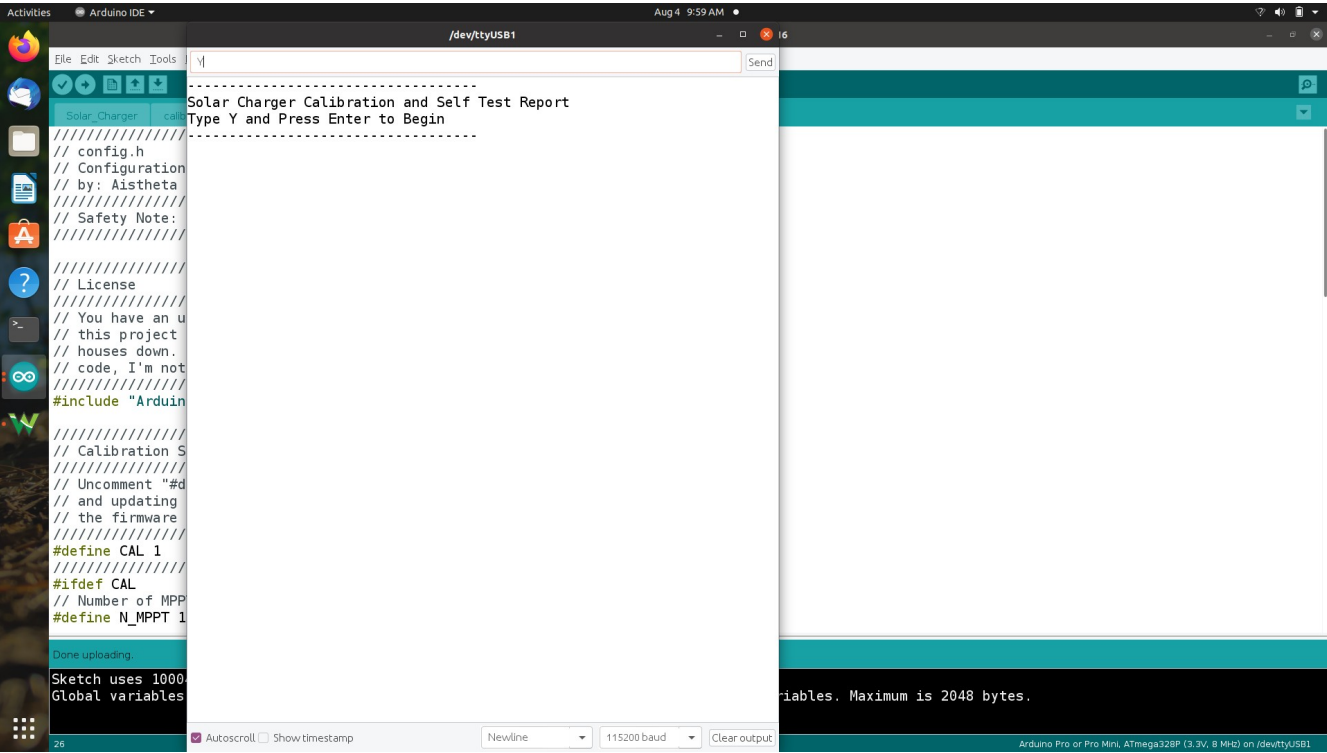 Activities
Arduino IDE
Aug 4 9:59 AM
/dev/ttyUSB1
16
File Edit Sketch Tools
Y
Send
-----------------------------------
Solar Charger Calibration and Self Test Report
Type Y and Press Enter to Begin
-----------------------------------
Solar_Charger
calib
////////////////
// config.h
// Configuration
// by: Aistheta
////////////////
// Safety Note:
////////////////
////////////////
// License
////////////////
// You have an u
// this project
// houses down.
// code, I'm not
////////////////
#include "Arduin
////////////////
// Calibration S
////////////////
// Uncomment "#d
// and updating
// the firmware
////////////////
#define CAL 1
////////////////
#ifdef CAL
// Number of MPP
#define N_MPPT 1
Done uploading.
Sketch uses 10004
Global variables
riables. Maximum is 2048 bytes.
Autoscroll
Show timestamp
Newline
115200 baud
Clear output
26
Arduino Pro or Pro Mini, ATmega328P (3.3V, 8 MHz) on /dev/ttyUSB1